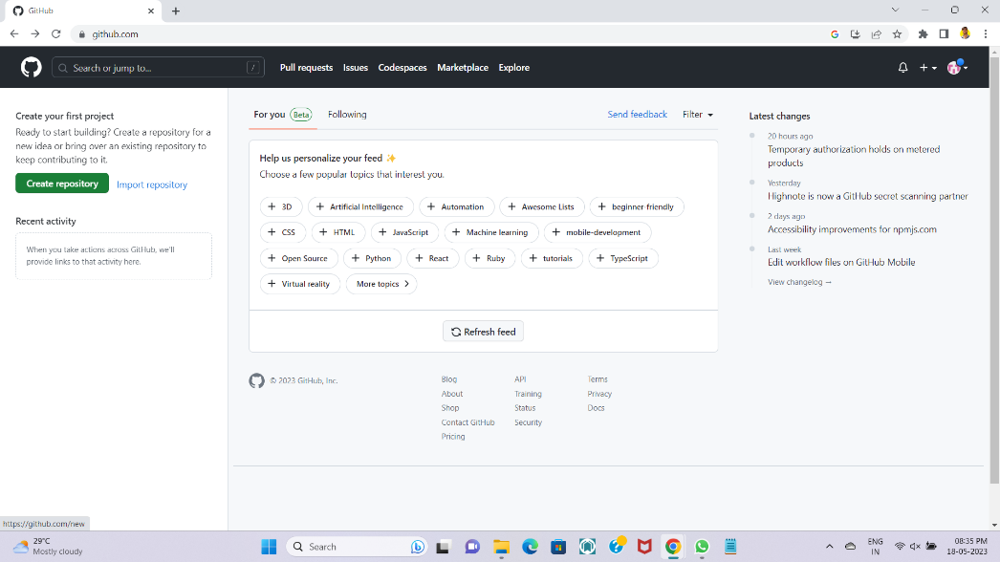 GitHub
github.com
Search or jump to...
/
Pull requests
Issues
Codespaces
Marketplace
Explore
Create your first project
Ready to start building? Create a repository for a
new idea or bring over an existing repository to
keep contributing to it.
Create repository
Import repository
Recent activity
When you take actions across GitHub, we'll
provide links to that activity here.
For you
Beta
Following
Send feedback
Filter
Help us personalize your feed ✨
Choose a few popular topics that interest you.
+ 3D
+ Artificial Intelligence
+ Automation
+ Awesome Lists
+ beginner-friendly
+ CSS
+ HTML
+ JavaScript
+ Machine learning
+ mobile-development
+ Open Source
+ Python
+ React
+ Ruby
+ tutorials
+ TypeScript
+ Virtual reality
More topics >
Refresh feed
Latest changes
20 hours ago
Temporary authorization holds on metered
products
Yesterday
Highnote is now a GitHub secret scanning partner
2 days ago
Accessibility improvements for npmjs.com
Last week
Edit workflow files on GitHub Mobile
View changelog →
© 2023 GitHub, Inc.
Blog
About
Shop
Contact GitHub
Pricing
API
Training
Status
Security
Terms
Privacy
Docs
https://github.com/new
29°C
Mostly cloudy
Search
ENG
IN
08:35 PM
18-05-2023